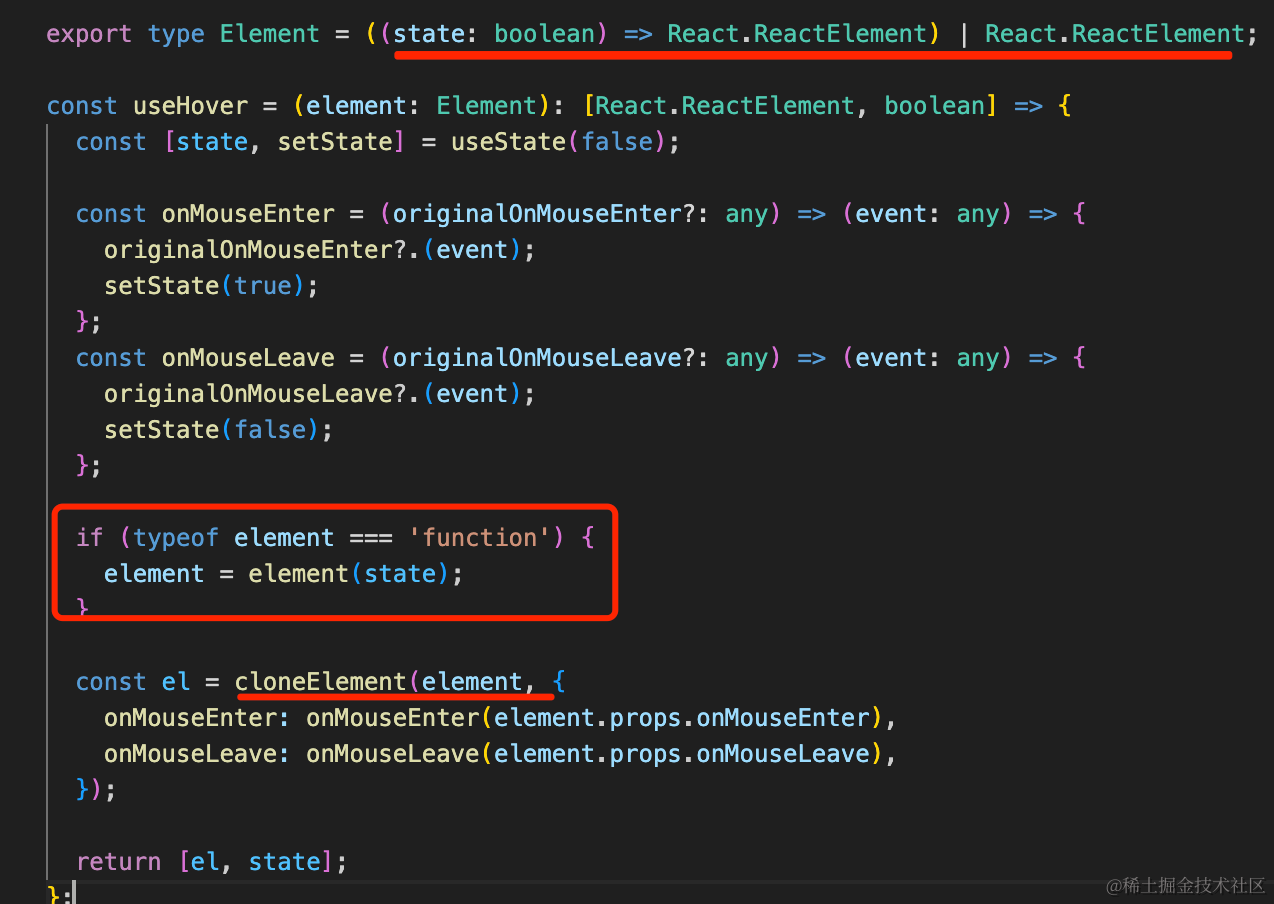 export type Element = ((state: boolean) => React.ReactElement) | React.ReactElement;
const useHover = (element: Element): [React.ReactElement, boolean] => {
const [state, setState] = useState(false);
const onMouseEnter = (originalOnMouseEnter?: any) => (event: any) => {
originalOnMouseEnter?.(event);
setState(true);
};
const onMouseLeave = (originalOnMouseLeave?: any) => (event: any) => {
originalOnMouseLeave?.(event);
setState(false);
};
if (typeof element === 'function') {
element = element(state);
}
const el = cloneElement(element, {
onMouseEnter: onMouseEnter(element.props.onMouseEnter),
onMouseLeave: onMouseLeave(element.props.onMouseLeave),
});
return [el, state];
};
@稀土掘金技术社区